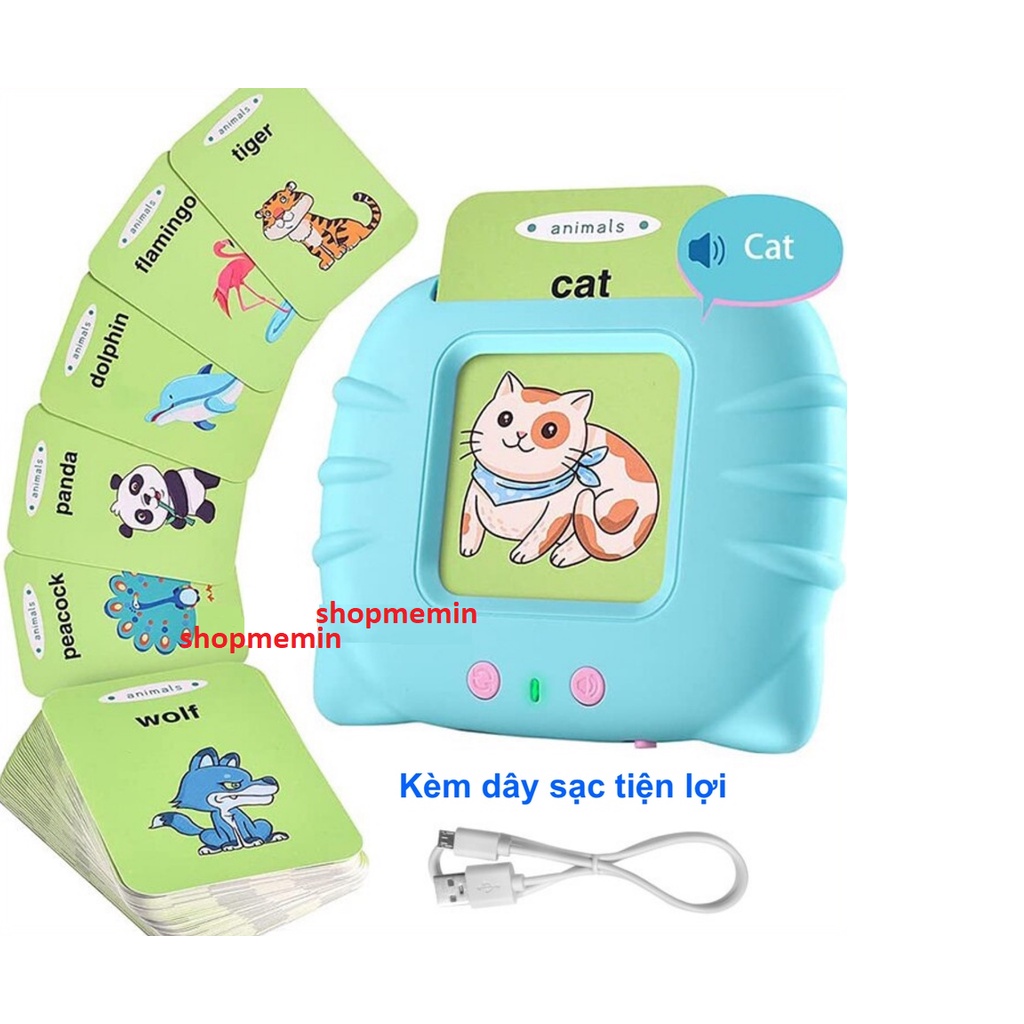 animals
tiger
animals
flamingo
animals
dolphin
animals
panda
animals
peacock
animals
wolf
animals
cat
Cat
shopmemin
shopmemin
Kèm dây sạc tiện lợi